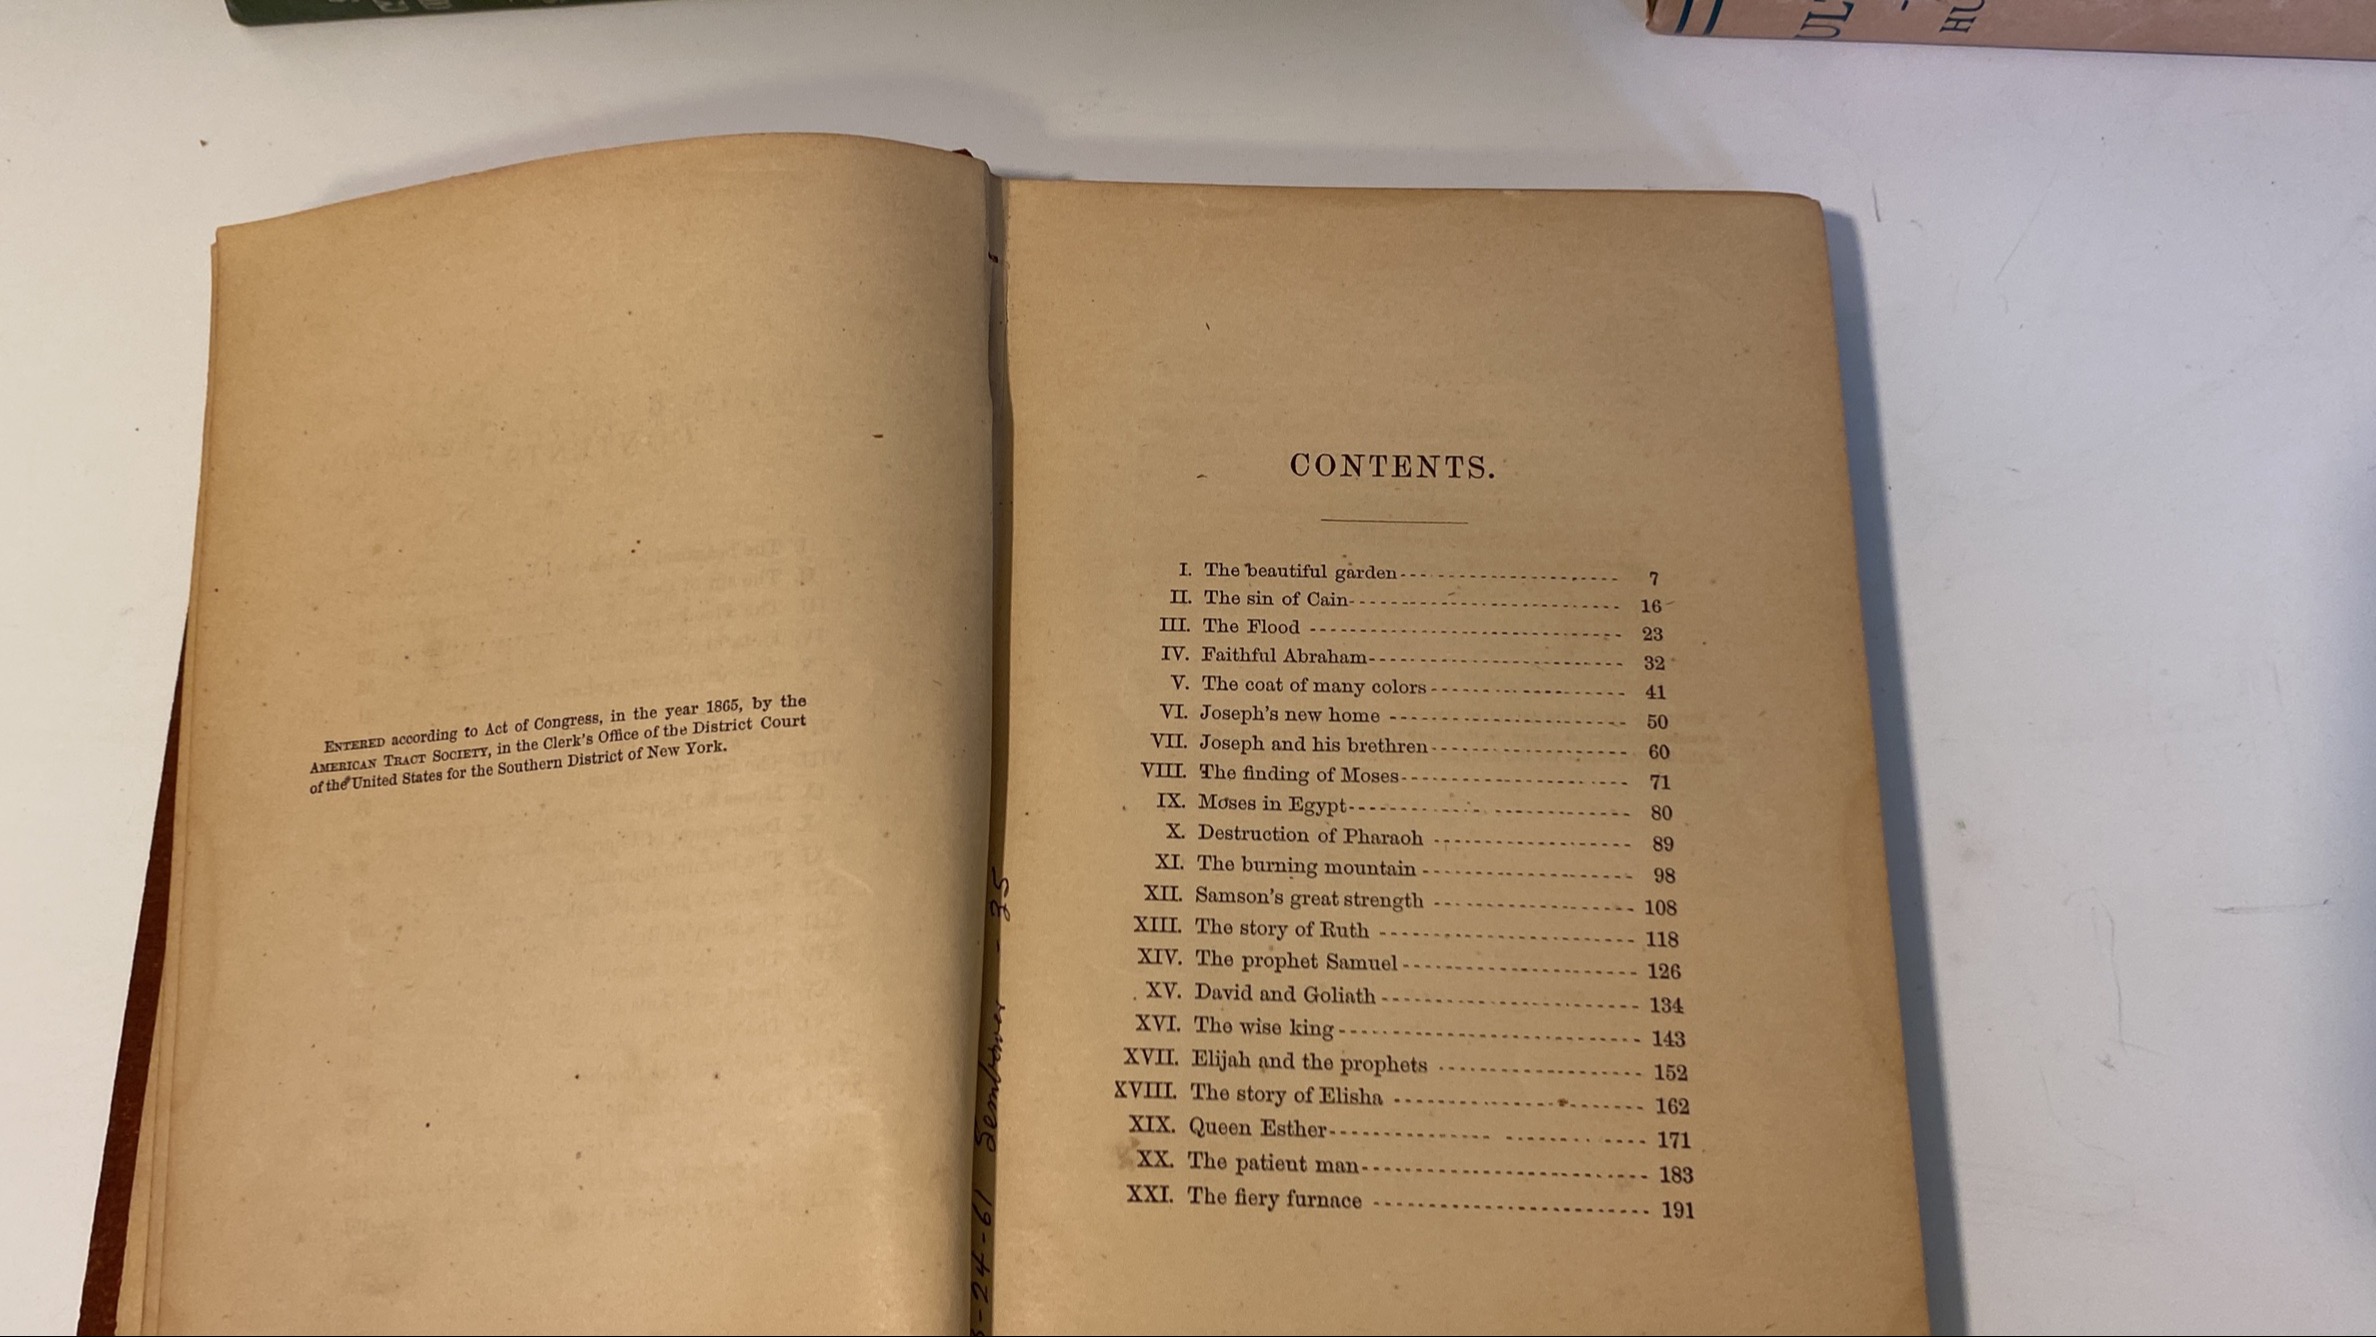 ULT
HU
ENTERED according to Act of Congress, in the year 1865, by the
AMERICAN TRACT SOCIETY, in the Clerk's Office of the District Court
of the United States for the Southern District of New York.
-24-61 - 35
CONTENTS.
I. The beautiful garden 7
II. The sin of Cain 16
III. The Flood 23
IV. Faithful Abraham 32
V. The coat of many colors 41
VI. Joseph's new home 50
VII. Joseph and his brethren 60
VIII. The finding of Moses 71
IX. Moses in Egypt 80
X. Destruction of Pharaoh 89
XI. The burning mountain 98
XII. Samson's great strength 108
XIII. The story of Ruth 118
XIV. The prophet Samuel 126
XV. David and Goliath 134
XVI. The wise king 143
XVII. Elijah and the prophets 152
XVIII. The story of Elisha 162
XIX. Queen Esther 171
XX. The patient man 183
XXI. The fiery furnace 191